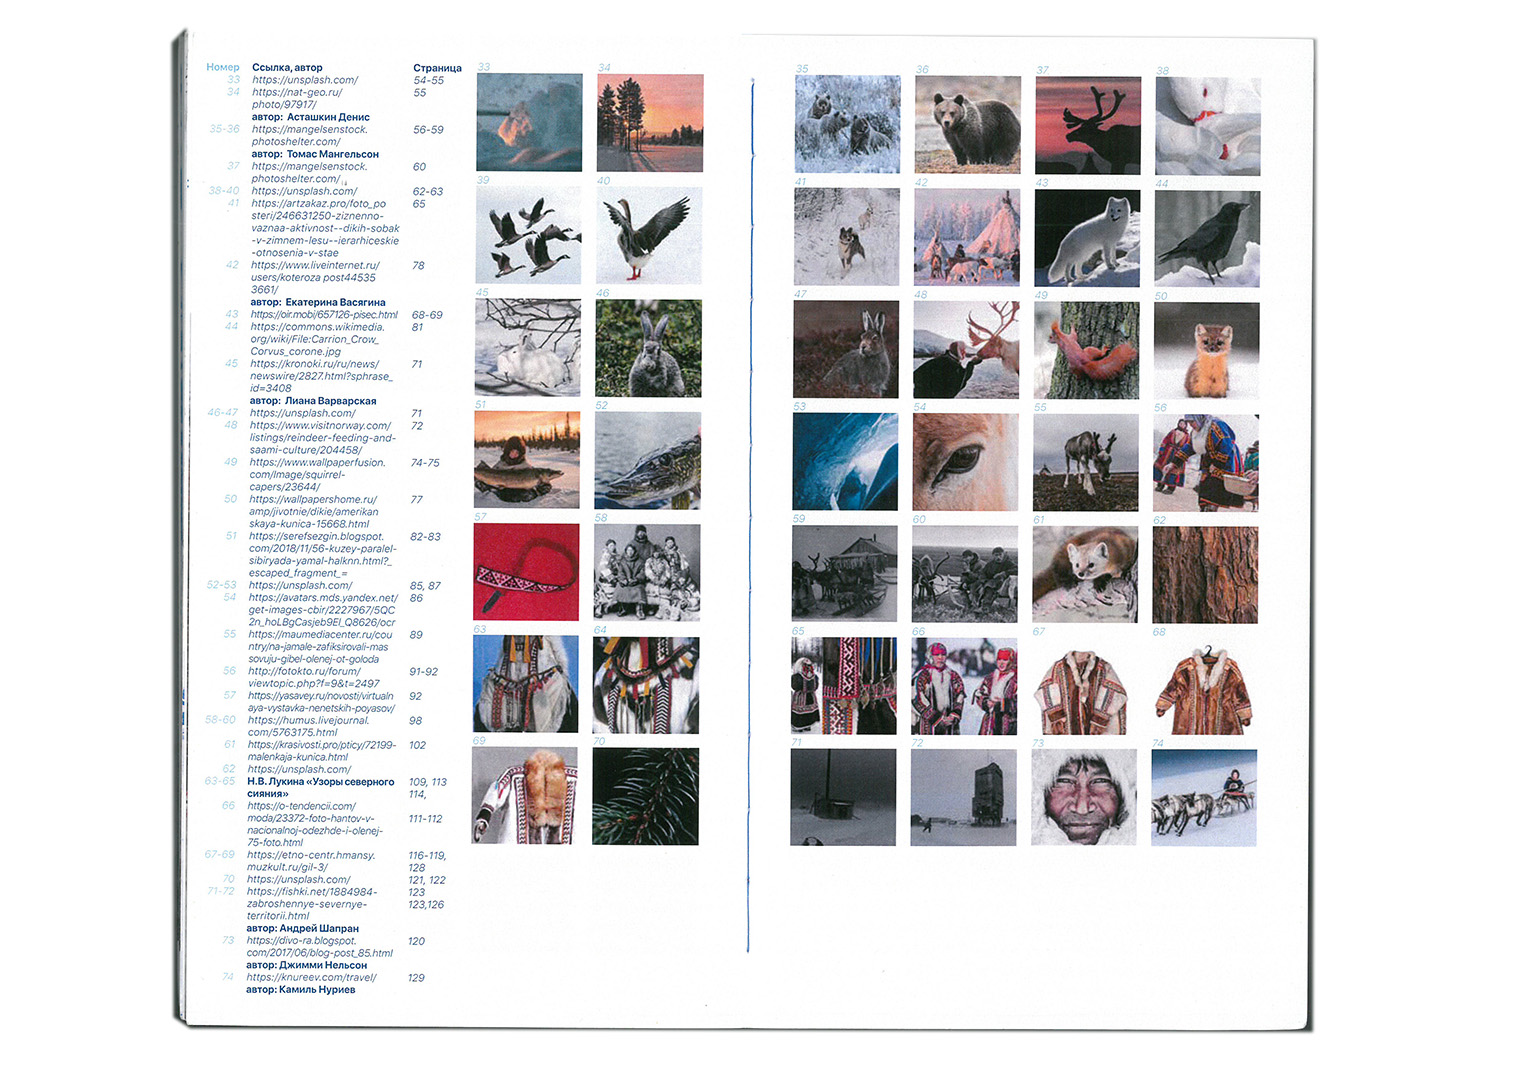 Номер Ссылка, автор Страница
33 https://unsplash.com/ 54-55
34 https://nat-geo.ru/ 55
photo/97917/
автор: Асташкин Денис
35-36 https://mangelsenstock. 56-59
photoshelter.com/
автор: Томас Мангельсон
37 https://mangelsenstock. 60
photoshelter.com/
38-40 https://unsplash.com/ 62-63
41 https://artzakaz.pro/foto_po 65
steri/246631250-ziznenno-
vaznaa-aktivnost--dikih-sobak
-v-zimnem-lesu--ierarhiceskie
-otnosenia-v-stae
42 https://www.liveinternet.ru/ 78
users/koteroza post44535
3661/
автор: Екатерина Васягина
43 https://oir.mobi/657126-pisec.html 68-69
44 https://commons.wikimedia. 81
org/wiki/File:Carrion_Crow_
Corvus_corone.jpg
45 https://kronoki.ru/ru/news/ 71
newswire/2827.html?sphrase_
id=3408
автор: Лиана Варварская
46-47 https://unsplash.com/ 71
48 https://www.visitnorway.com/ 72
listings/reindeer-feeding-and-
saami-culture/204458/
49 https://www.wallpaperfusion. 74-75
com/Image/squirrel-
capers/23644/
50 https://wallpapershome.ru/ 77
amp/jivotnie/dikie/amerikan
skaya-kunica-15668.html
51 https://serefsezgin.blogspot. 82-83
com/2018/11/56-kuzey-paralel-
sibiryada-yamal-halknn.html?_
escaped_fragment_=
52-53 https://unsplash.com/ 85, 87
54 https://avatars.mds.yandex.net/ 86
get-images-cbir/2227967/5QC
2n_hoLBgCasjeb9El_Q8626/ocr
55 https://maumediacenter.ru/cou 89
ntry/na-jamale-zafiksirovali-mas
sovuju-gibel-olenej-ot-goloda
56 http://fotokto.ru/forum/ 91-92
viewtopic.php?f=9&t=2497
57 https://yasavey.ru/novosti/virtualn 92
aya-vystavka-nenetskih-poyasov/
58-60 https://humus.livejournal. 98
com/5763175.html
61 https://krasivosti.pro/pticy/72199- 102
malenkaja-kunica.html
62 https://unsplash.com/
63-65 Н.В. Лукина «Узоры северного 109, 113
сияния» 114,
66 https://o-tendencii.com/
moda/23372-foto-hantov-v- 111-112
nacionalnoj-odezhde-i-olenej-
75-foto.html
67-69 https://etno-centr.hmansy. 116-119,
muzkult.ru/gil-3/ 128
70 https://unsplash.com/ 121, 122
71-72 https://fishki.net/1884984- 123
zabroshennye-severnye- 123,126
territorii.html
автор: Андрей Шапран
73 https://divo-ra.blogspot. 120
com/2017/06/blog-post_85.html
автор: Джимми Нельсон
74 https://knureev.com/travel/ 129
автор: Камиль Нуриев
33 34
39 40
45 46
51 52
57 58
63 64
69 70
35 36 37 38
41 42 43 44
47 48 49 50
53 54 55 56
59 60 61 62
65 66 67 68
71 72 73 74